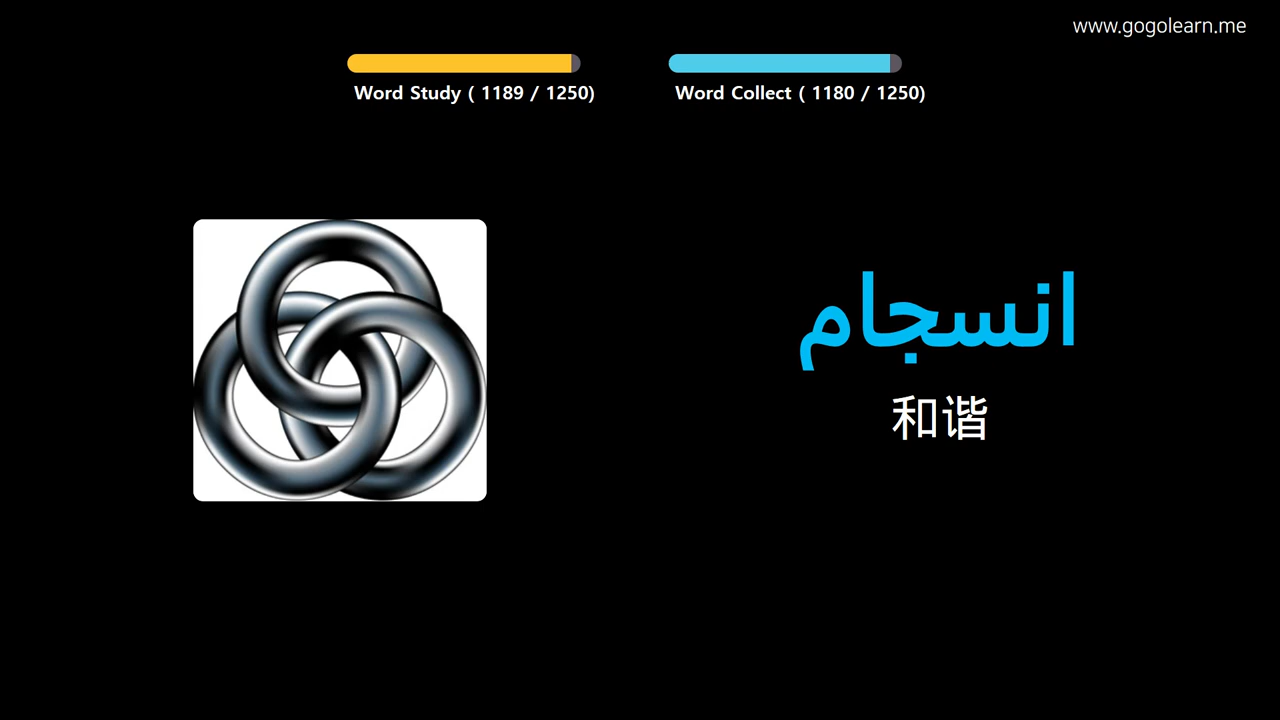 www.gogolearn.me
Word Study ( 1189 / 1250)
Word Collect ( 1180 / 1250)
انسجام
和谐